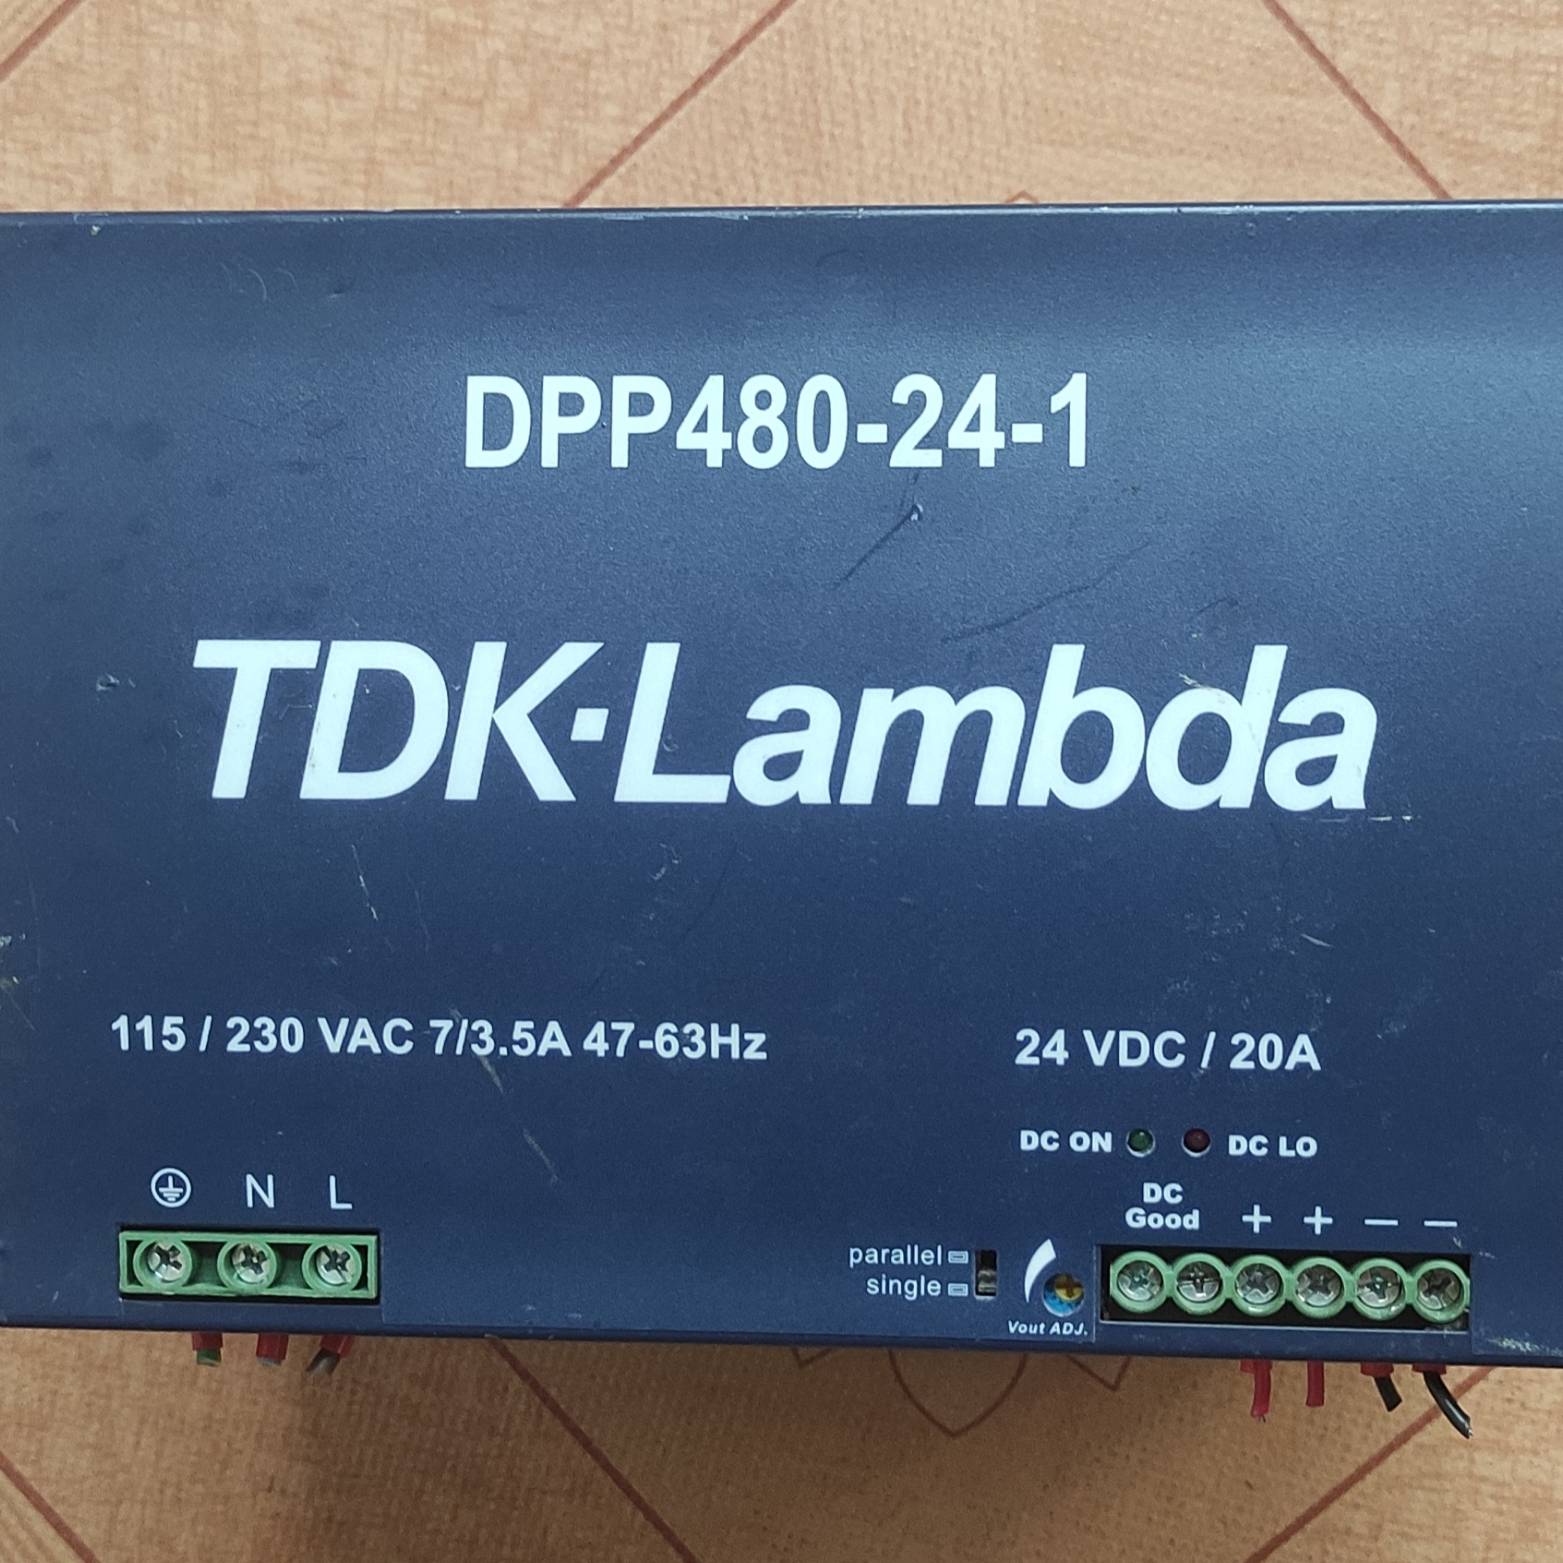 DPP480-24-1
TDK·Lambda
115 / 230 VAC 7/3.5A 47-63Hz
24 VDC / 20A
DC ON DC LO
N L
DC
Good + + — —
parallel
single
Vout ADJ.